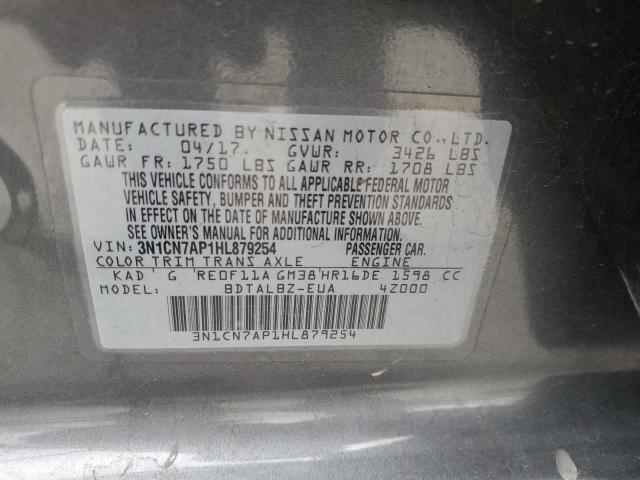 MANUFACTURED BY NISSAN MOTOR CO.,LTD.
DATE: 04/17. GVWR: 3426 LBS
GAWR FR: 1750 LBS GAWR RR: 1708 LBS
THIS VEHICLE CONFORMS TO ALL APPLICABLE FEDERAL MOTOR
VEHICLE SAFETY, BUMPER AND THEFT PREVENTION STANDARDS
IN EFFECT ON THE DATE OF MANUFACTURE SHOWN ABOVE.
SEE OWNER'S MANUAL FOR ADDITIONAL INFORMATION.
VIN: 3N1CN7AP1HL879254 PASSENGER CAR.
COLOR TRIM TRANS AXLE ENGINE
KAD G RE0F11A GM38 HR16DE 1598 CC
MODEL: BDTALBZ-EUA 4Z000
3N1CN7AP1HL879254